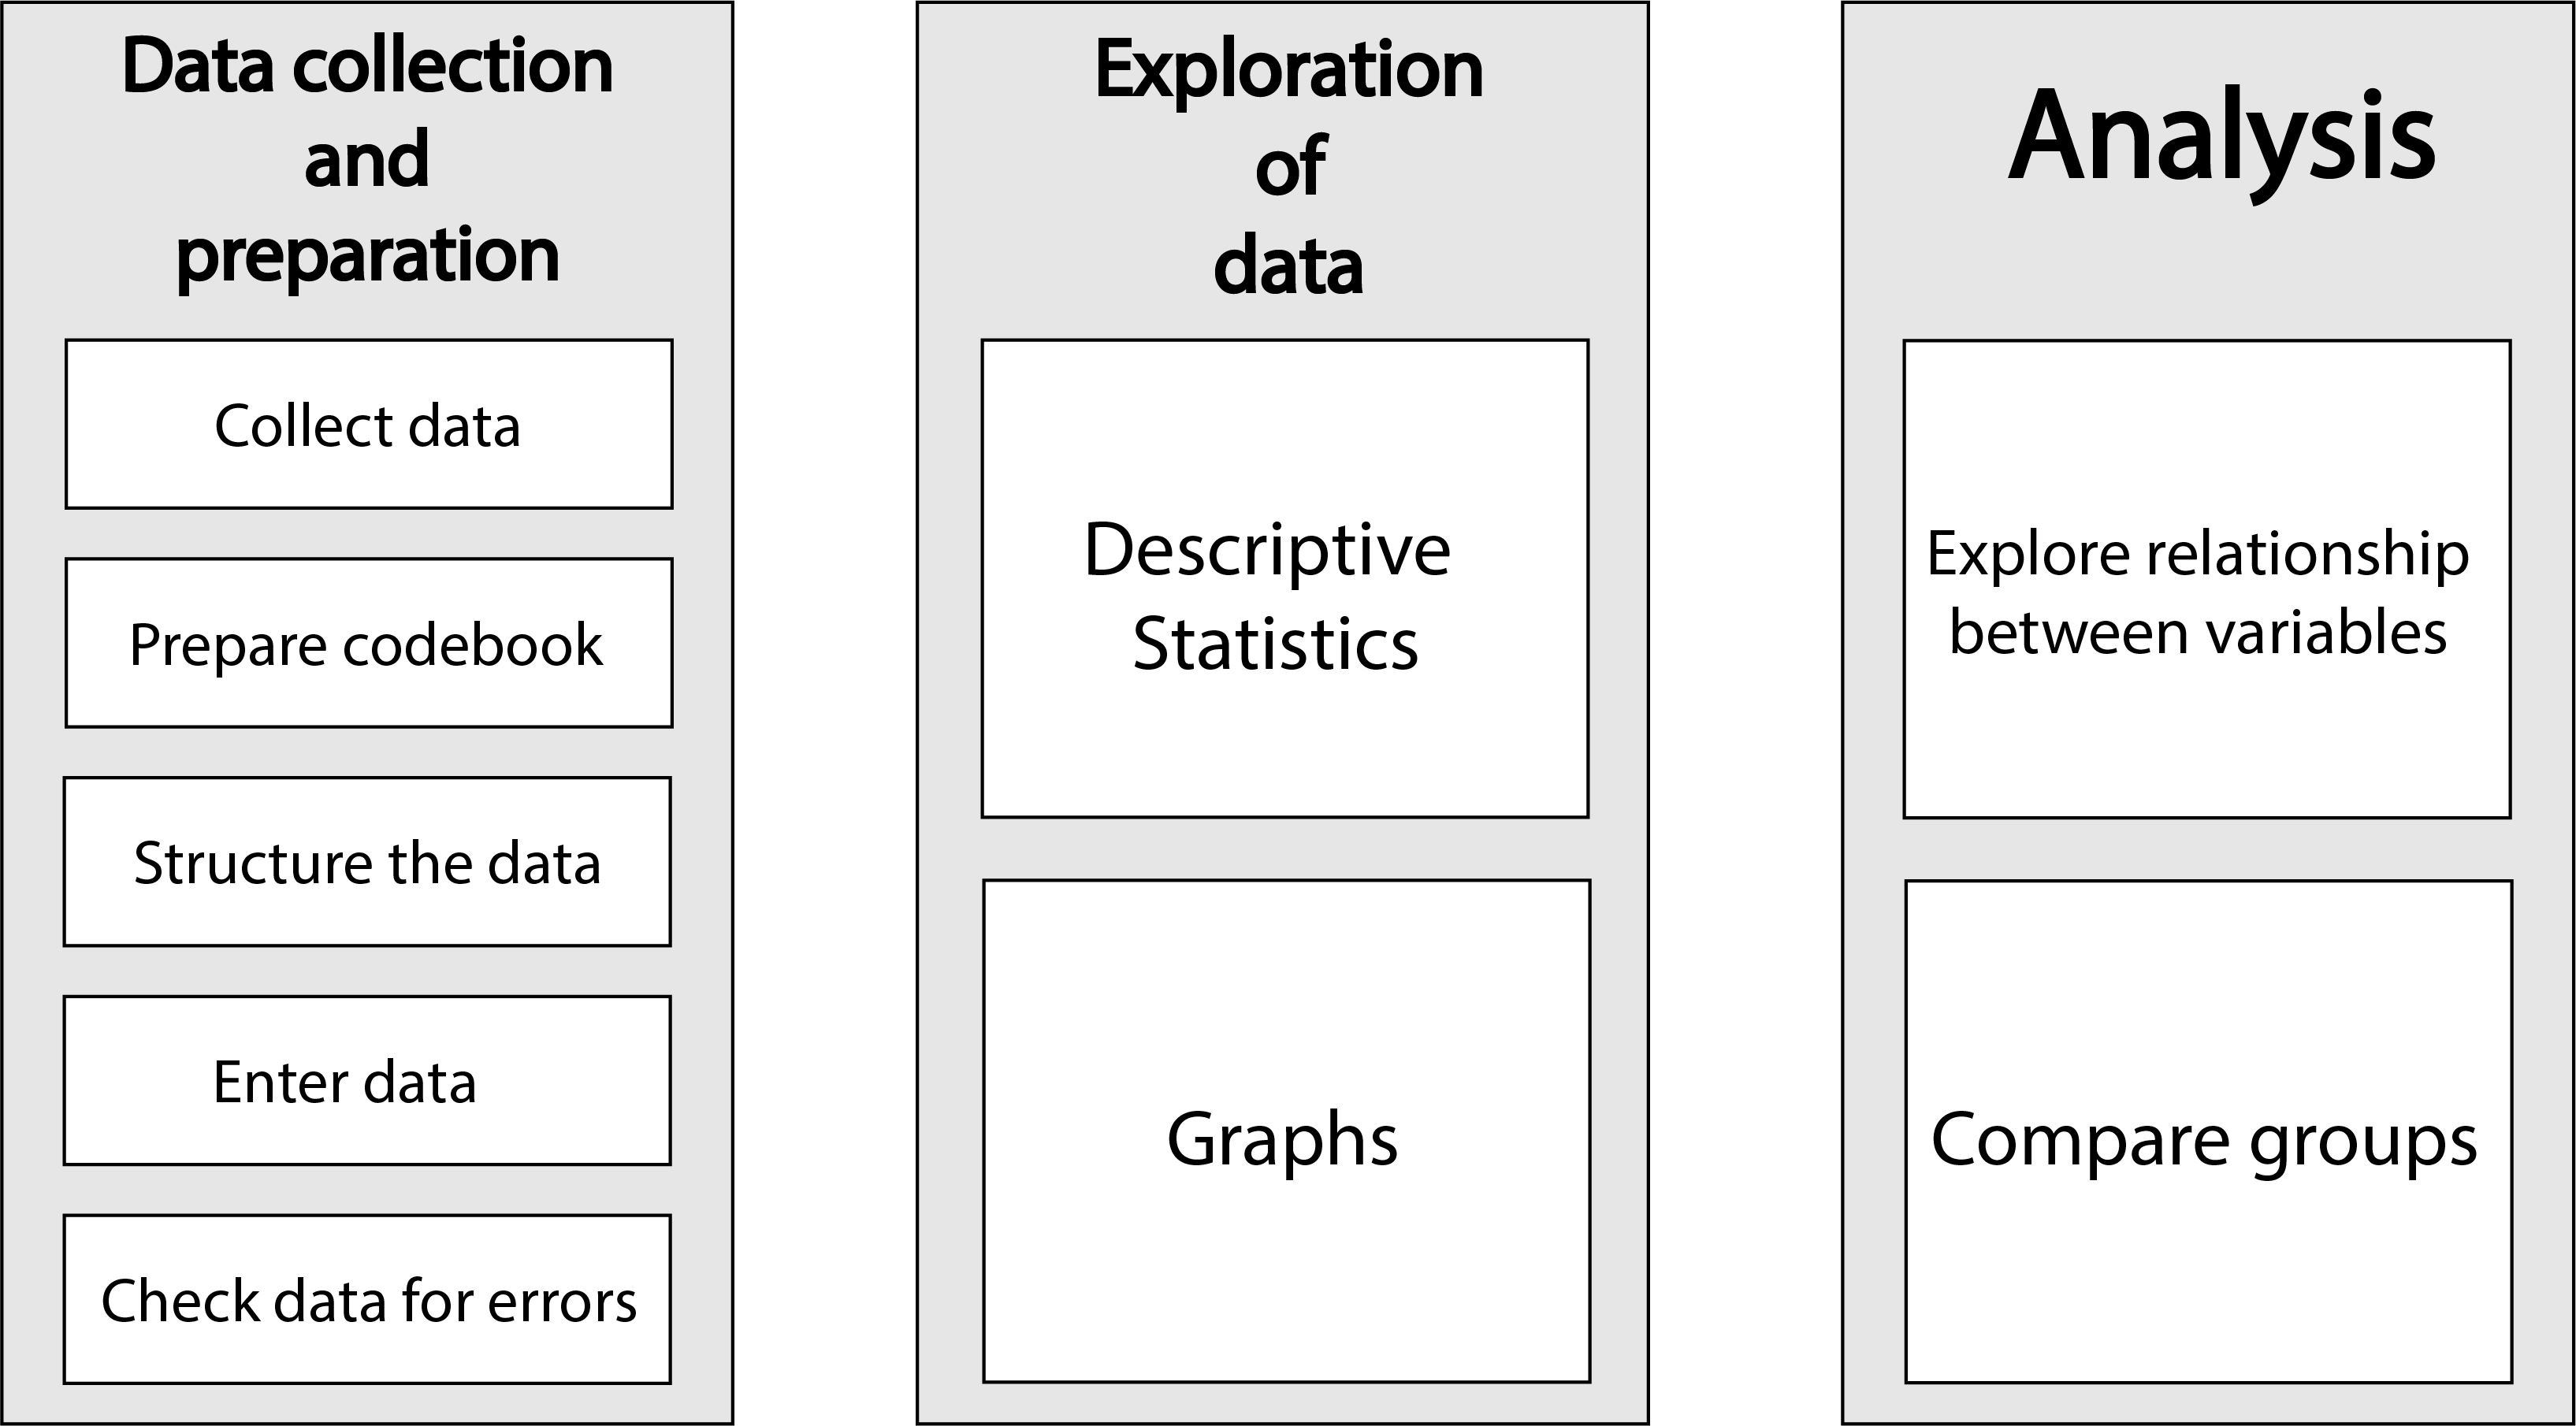 Data collection
and
preparation
Collect data
Prepare codebook
Structure the data
Enter data
Check data for errors
Exploration
of
data
Descriptive
Statistics
Graphs
Analysis
Explore relationship
between variables
Compare groups